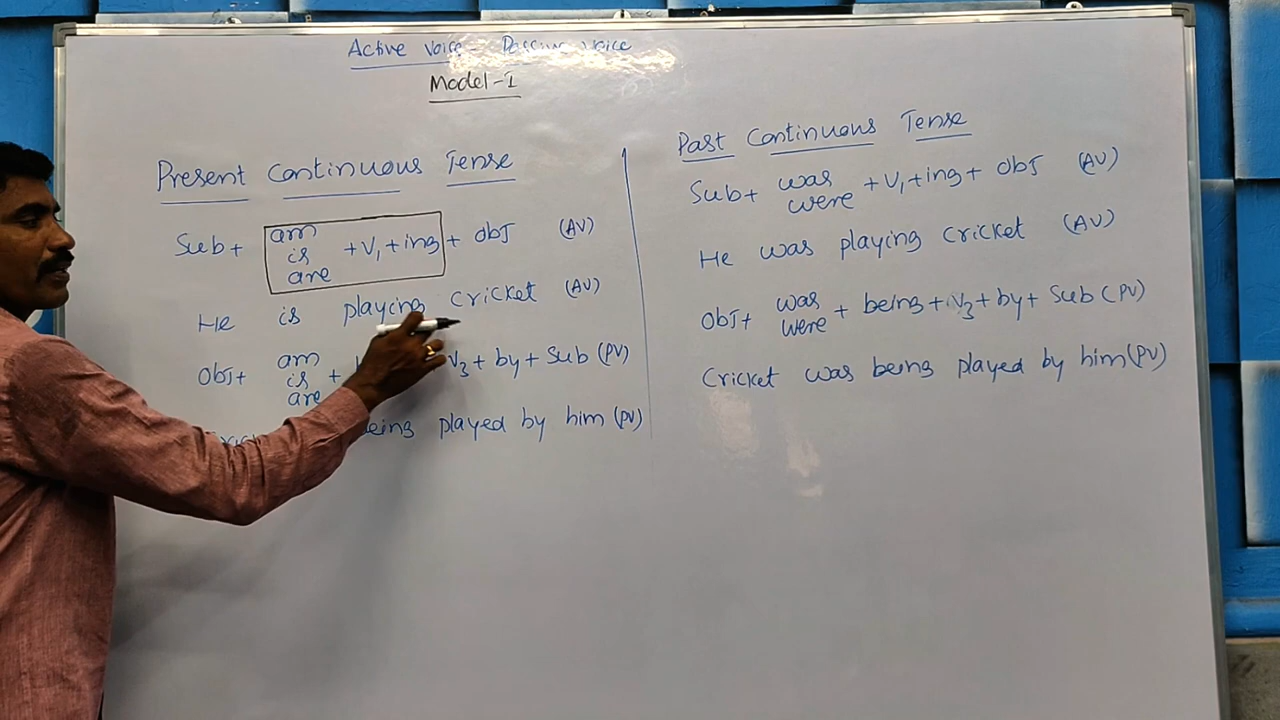 Active Voice - Passive Voice
Model-I
Present Continuous Tense
Sub+ am is are +V1+ing + obj (AV)
He is playing cricket (AV)
Obj+ am is are + V3+ by + Sub (PV)
being played by him (PV)
Past Continuous Tense
Sub+ was were +V1+ing+ obj (AV)
He was playing cricket (AV)
Obj+ was were + being + V3 + by + Sub (PV)
Cricket was being played by him (PV)